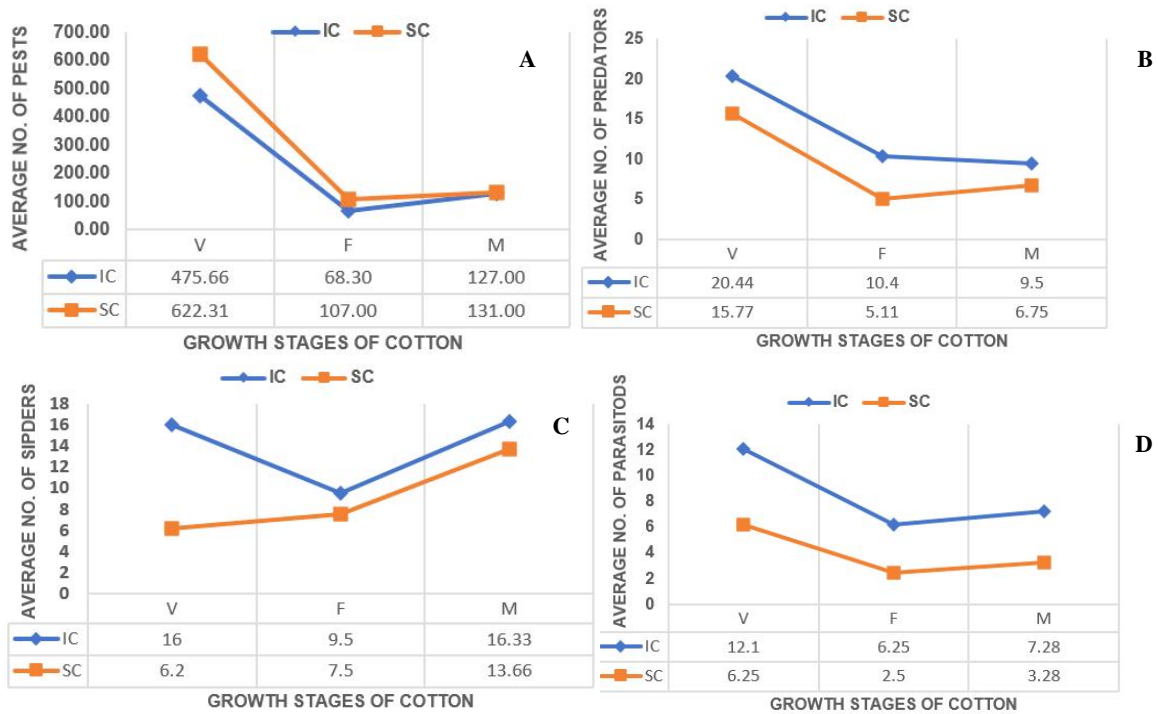 IC SC
A
AVERAGE NO. OF PESTS
700.00
600.00
500.00
400.00
300.00
200.00
100.00
0.00
V F M
IC 475.66 68.30 127.00
SC 622.31 107.00 131.00
GROWTH STAGES OF COTTON
IC SC
B
AVERAGE NO. OF PREDATORS
25
20
15
10
5
0
V F M
IC 20.44 10.4 9.5
SC 15.77 5.11 6.75
GROWTH STAGES OF COTTON
IC SC
C
AVERAGE NO. OF SIPDERS
18
16
14
12
10
8
6
4
2
0
V F M
IC 16 9.5 16.33
SC 6.2 7.5 13.66
GROWTH STAGES OF COTTON
IC SC
D
AVERAGE NO. OF PARASITODS
14
12
10
8
6
4
2
0
V F M
IC 12.1 6.25 7.28
SC 6.25 2.5 3.28
GROWTH STAGES OF COTTON